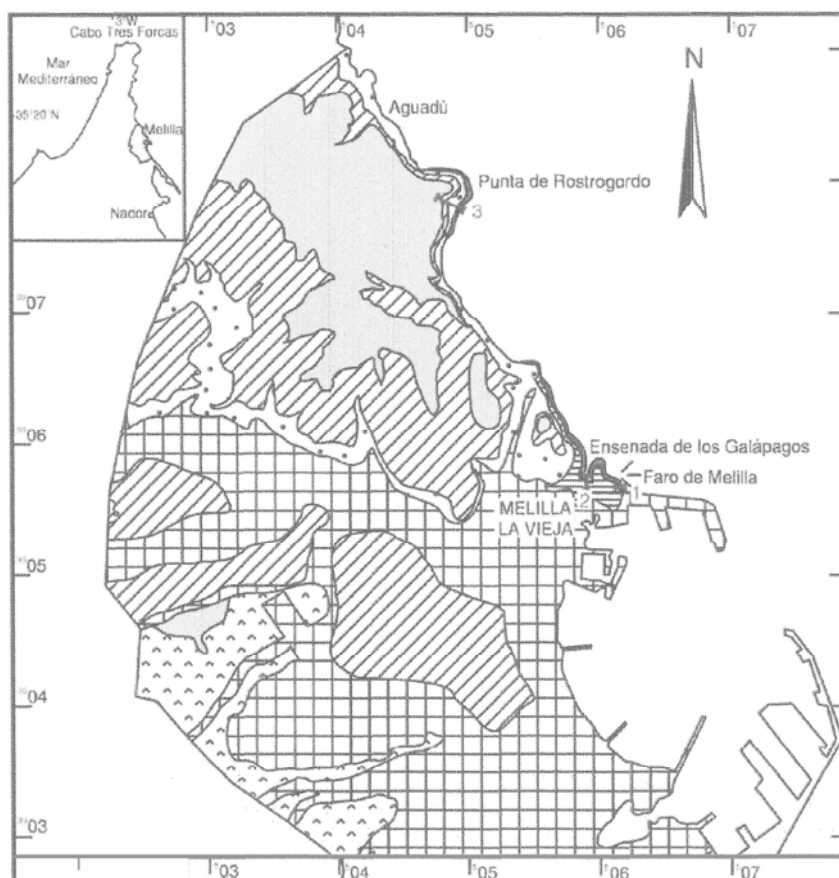 3°W
Cabo Tres Forcas
Mar
Mediterráneo
35°20' N
Melilla
Nador
03
04
05
06
07
N
Aguadú
Punta de Rostrogordo
3
07
06
Ensenada de los Galápagos
Faro de Melilla
2
1
MELILLA
LA VIEJA
05
04
03
03
04
05
06
07